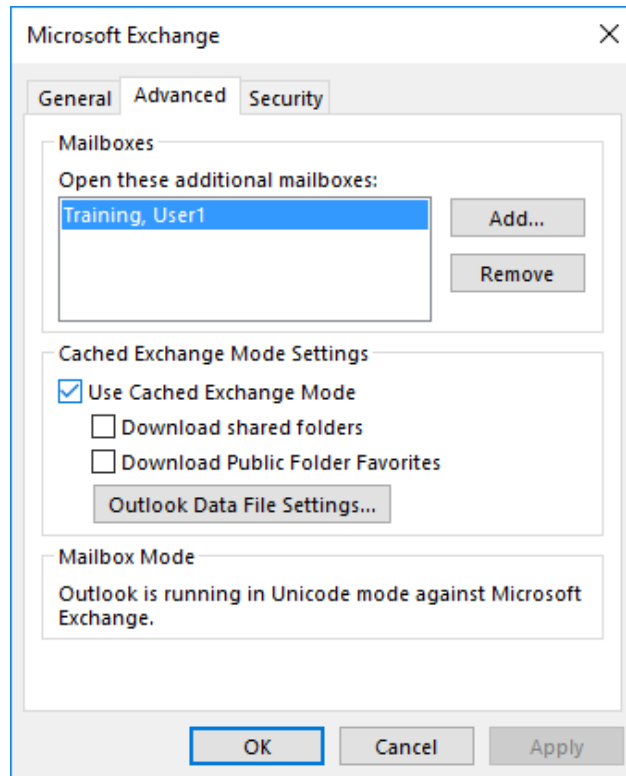 Microsoft Exchange
General Advanced Security
Mailboxes
Open these additional mailboxes:
Training, User1
Add...
Remove
Cached Exchange Mode Settings
Use Cached Exchange Mode
Download shared folders
Download Public Folder Favorites
Outlook Data File Settings...
Mailbox Mode
Outlook is running in Unicode mode against Microsoft
Exchange.
OK Cancel Apply